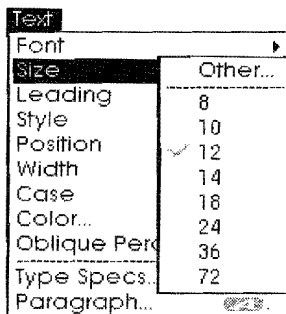 Text
Font
Size
Leading
Style
Position
Width
Case
Color...
Oblique
Type Specs..
Paragraph...
Other...
8
10
12
14
18
24
36
72